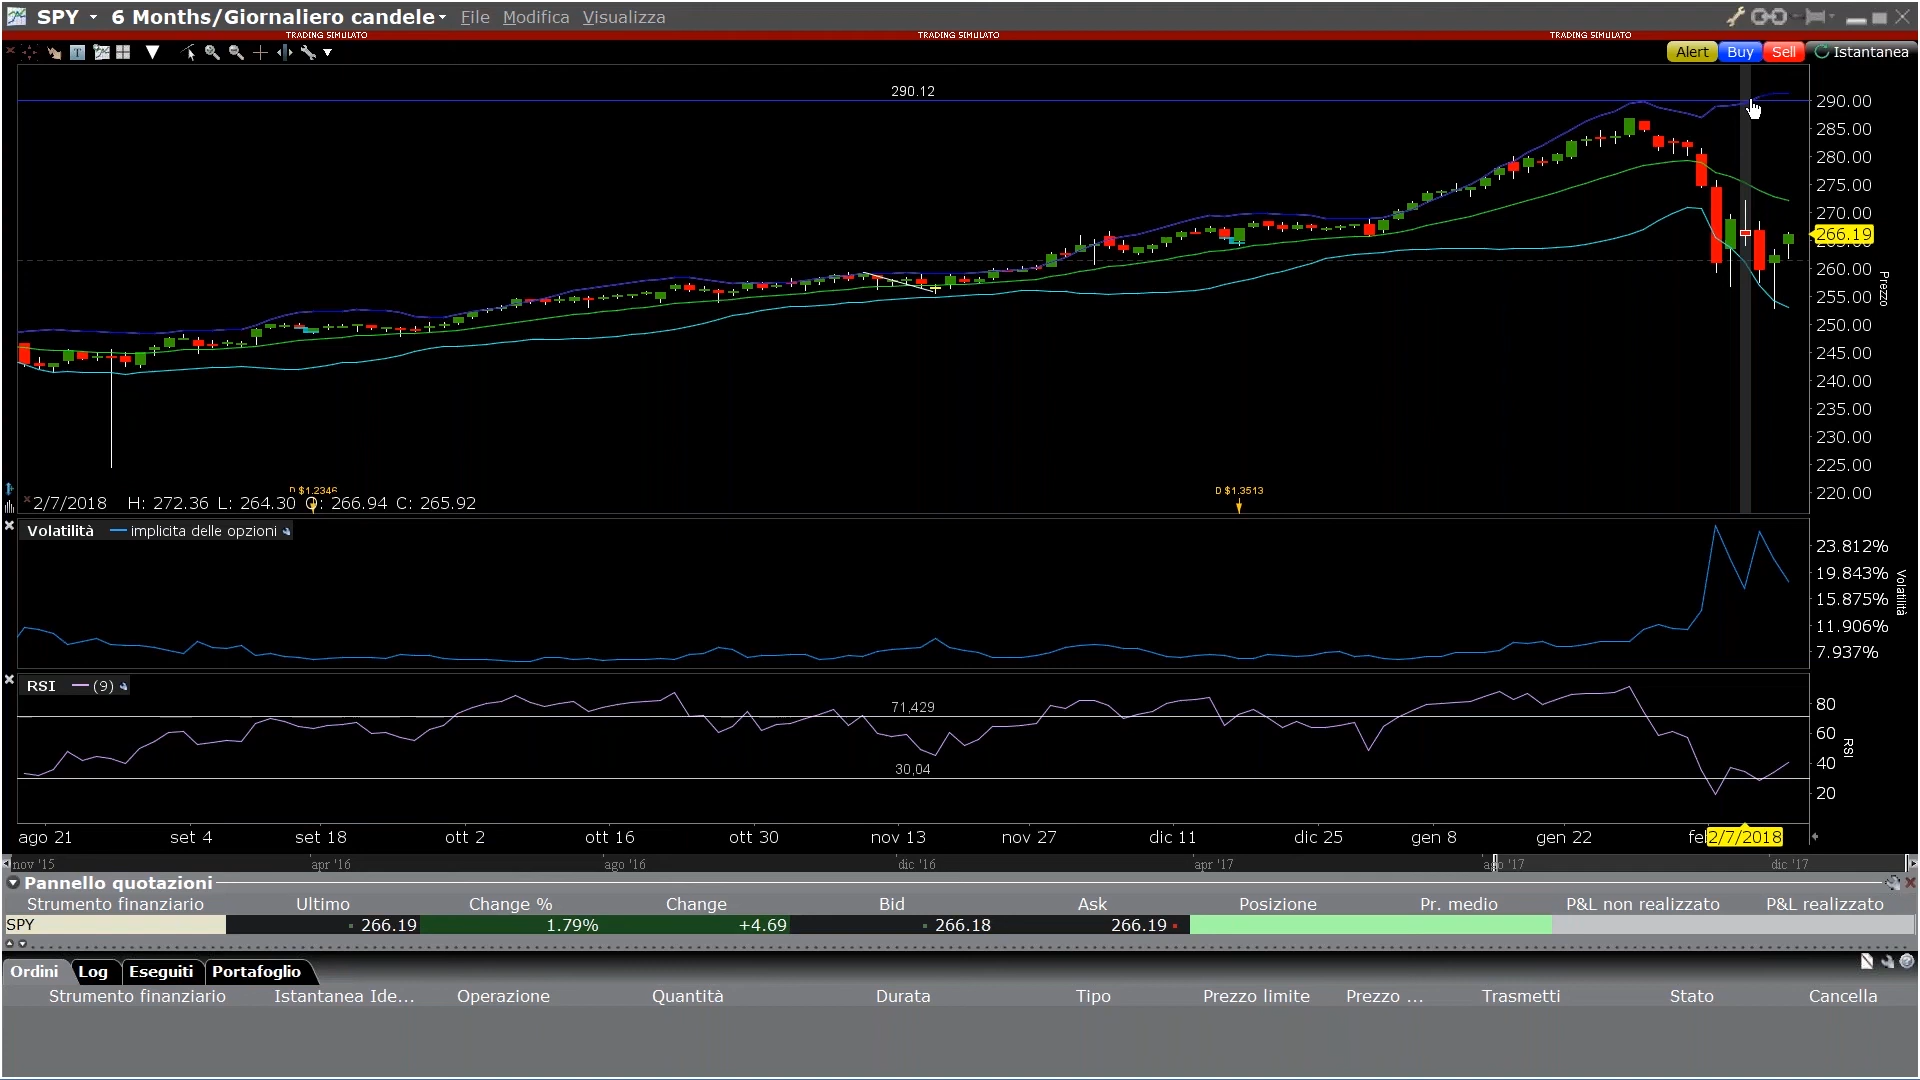 SPY 6 Months/Giornaliero candele File Modifica Visualizza
TRADING SIMULATO TRADING SIMULATO TRADING SIMULATO
Alert Buy Sell Istantanea
290.12
290.00
285.00
280.00
275.00
270.00
266.19
260.00
255.00
250.00
245.00
240.00
235.00
230.00
225.00
220.00
Prezzo
D $1.2346 D $1.3513
2/7/2018 H: 272.36 L: 264.30 O: 266.94 C: 265.92
Volatilità implicita delle opzioni
23.812%
19.843%
15.875%
11.906%
7.937%
Volatilità
RSI (9)
71,429
30,04
80
60
40
20
RSI
ago 21 set 4 set 18 ott 2 ott 16 ott 30 nov 13 nov 27 dic 11 dic 25 gen 8 gen 22 fe 2/7/2018
nov '15 apr '16 ago '16 dic '16 apr '17 ago '17 dic '17
Pannello quotazioni
Strumento finanziario Ultimo Change % Change Bid Ask Posizione Pr. medio P&L non realizzato P&L realizzato
SPY 266.19 1.79% +4.69 266.18 266.19
Ordini Log Eseguiti Portafoglio
Strumento finanziario Istantanea Ide... Operazione Quantità Durata Tipo Prezzo limite Prezzo ... Trasmetti Stato Cancella